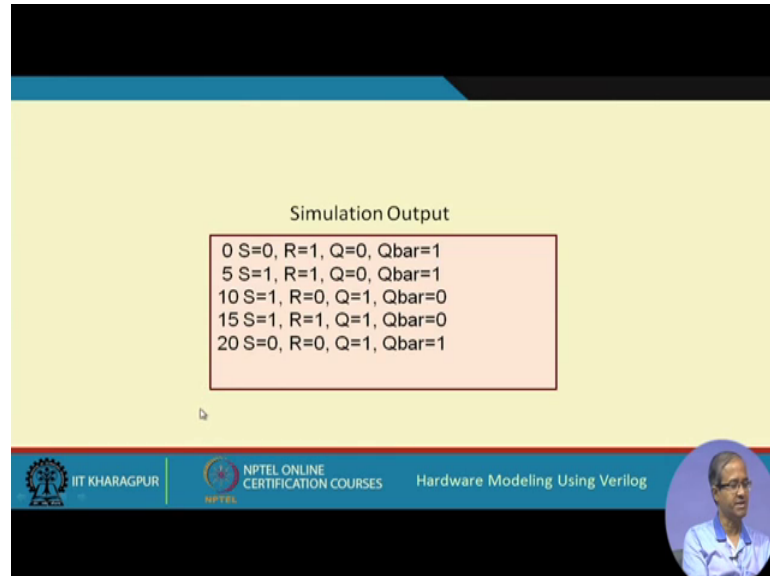 Simulation Output
0 S=0, R=1, Q=0, Qbar=1
5 S=1, R=1, Q=0, Qbar=1
10 S=1, R=0, Q=1, Qbar=0
15 S=1, R=1, Q=1, Qbar=0
20 S=0, R=0, Q=1, Qbar=1
IIT KHARAGPUR
NPTEL
NPTEL ONLINE
CERTIFICATION COURSES
Hardware Modeling Using Verilog